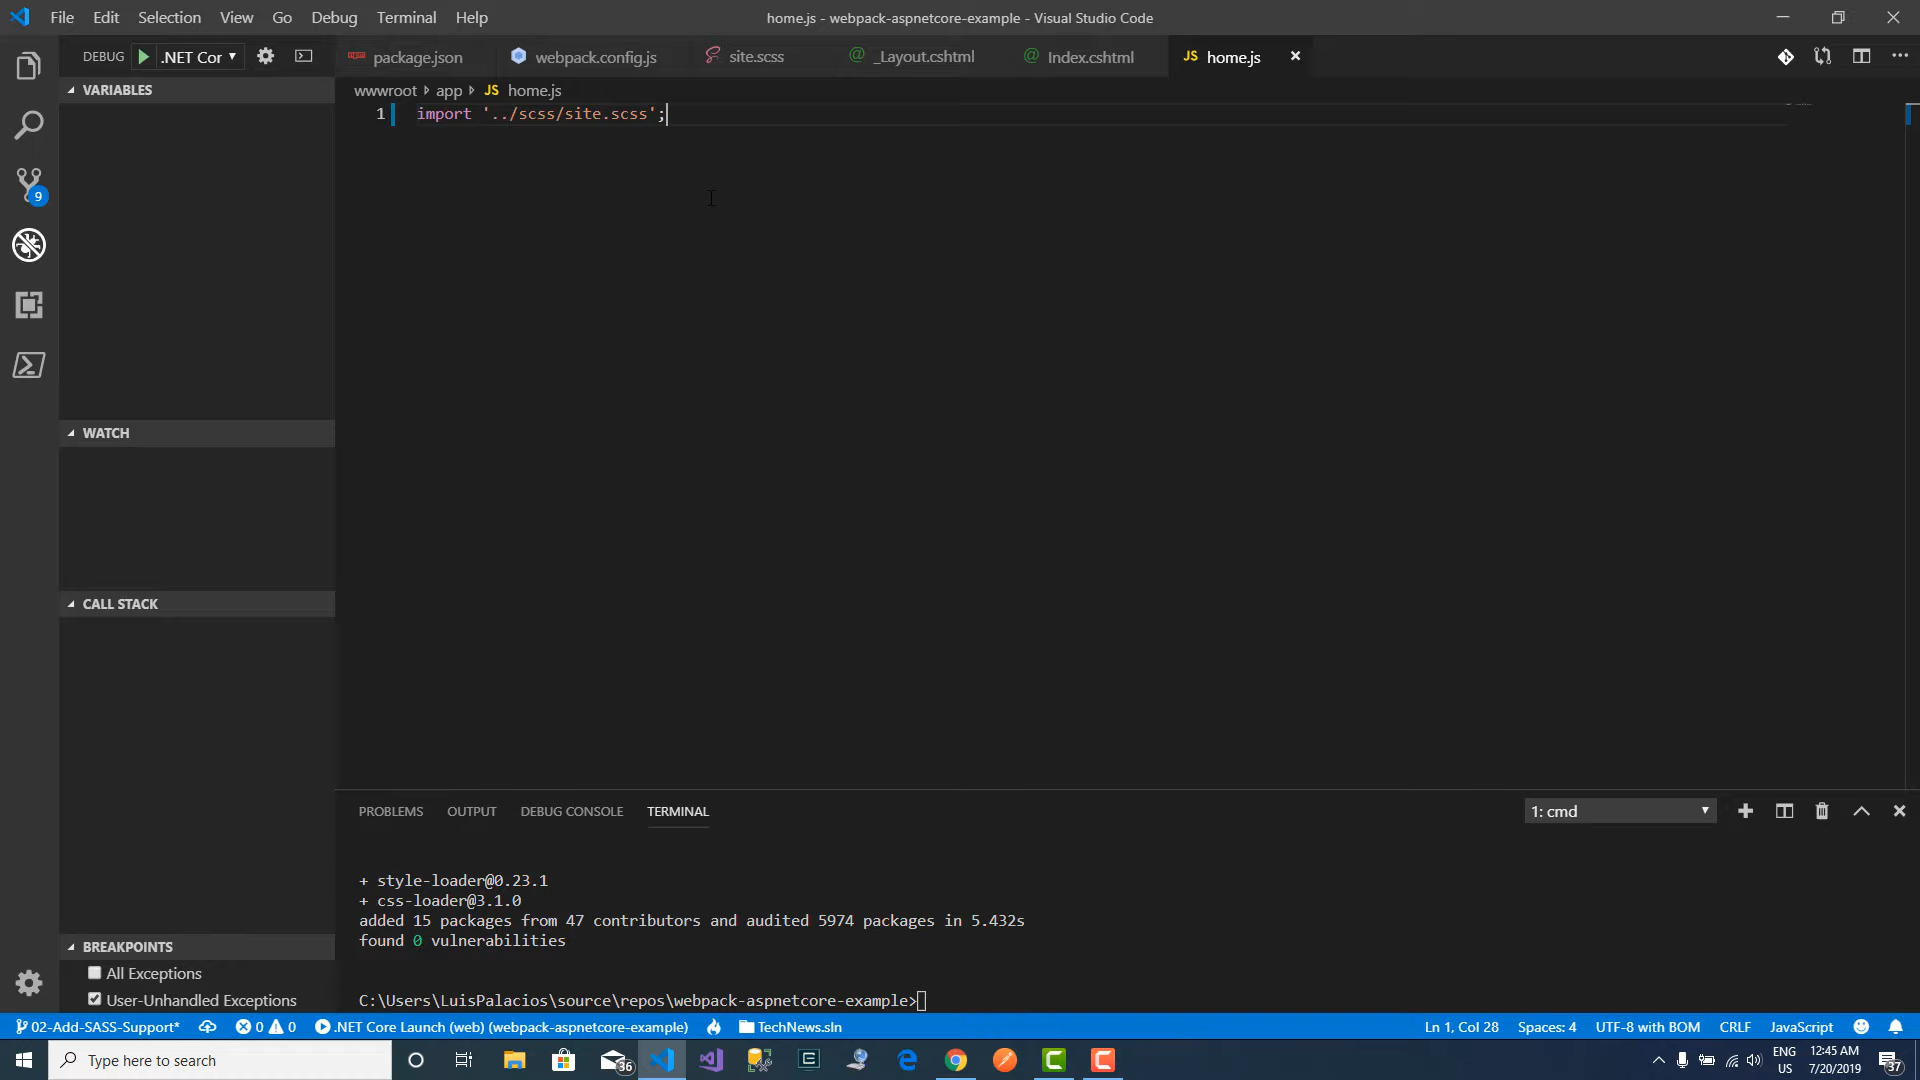 File Edit Selection View Go Debug Terminal Help
home.js - webpack-aspnetcore-example - Visual Studio Code
DEBUG .NET Cor
package.json webpack.config.js site.scss _Layout.cshtml Index.cshtml JS home.js
VARIABLES
wwwroot app JS home.js
1 import '../scss/site.scss';
9
WATCH
CALL STACK
BREAKPOINTS
All Exceptions
User-Unhandled Exceptions
PROBLEMS OUTPUT DEBUG CONSOLE TERMINAL
1: cmd
+ style-loader@0.23.1
+ css-loader@3.1.0
added 15 packages from 47 contributors and audited 5974 packages in 5.432s
found 0 vulnerabilities
C:\Users\LuisPalacios\source\repos\webpack-aspnetcore-example>
02-Add-SASS-Support* 0 0 .NET Core Launch (web) (webpack-aspnetcore-example) TechNews.sln
Ln 1, Col 28 Spaces: 4 UTF-8 with BOM CRLF JavaScript
Type here to search
36
ENG
US
12:45 AM
7/20/2019
37